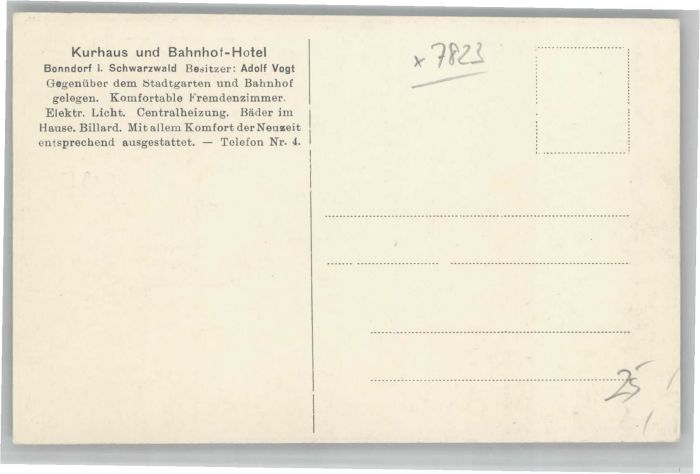 Kurhaus und Bahnhof-Hotel
Bonndorf i. Schwarzwald Besitzer: Adolf Vogt
Gegenüber dem Stadtgarten und Bahnhof
gelegen. Komfortable Fremdenzimmer.
Elektr. Licht. Centralheizung. Bäder im
Hause. Billard. Mit allem Komfort der Neuzeit
entsprechend ausgestattet. — Telefon Nr. 4.
x 7823
25